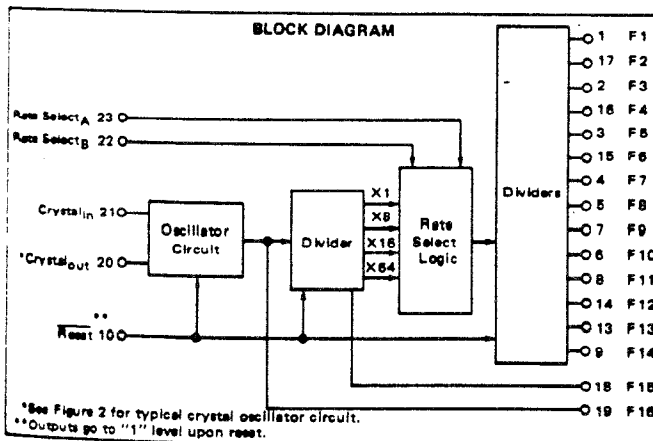 BLOCK DIAGRAM
1 F1
17 F2
2 F3
16 F4
3 F5
15 F6
4 F7
5 F8
7 F9
6 F10
8 F11
14 F12
13 F13
9 F14
18 F15
19 F16
Rate SelectA 23
Rate SelectB 22
Crystalin 21
*Crystalout 20
Reset** 10
Oscillator
Circuit
Divider
X1
X8
X16
X64
Rate
Select
Logic
Dividers
*See Figure 2 for typical crystal oscillator circuit.
**Outputs go to "1" level upon reset.